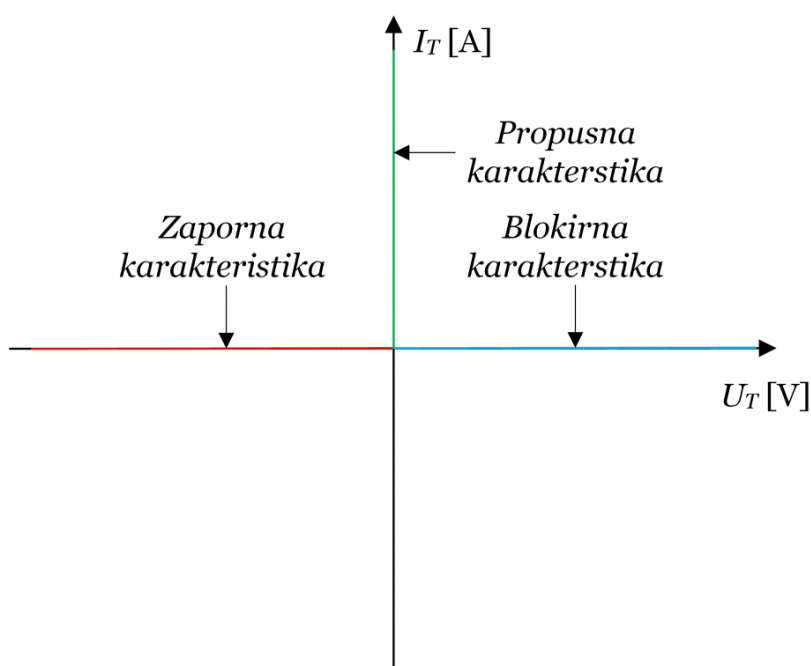 I_T [A]
Propusna
karakterstika
Zaporna
karakteristika
Blokirna
karakterstika
U_T [V]